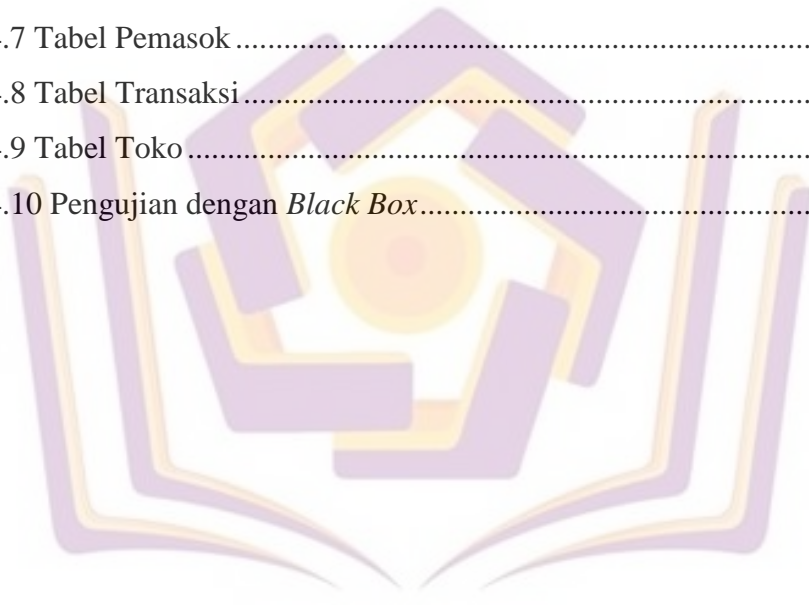 .7 Tabel Pemasok........................................................................
.8 Tabel Transaksi.......................................................................
.9 Tabel Toko..............................................................................
.10 Pengujian dengan Black Box.................................................